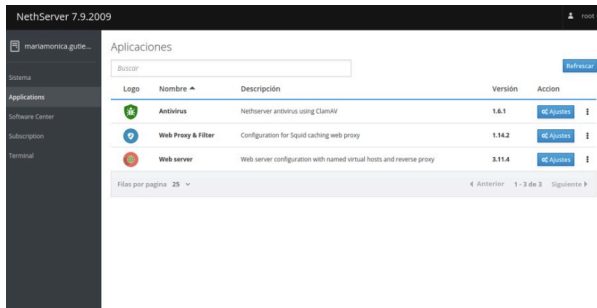 NethServer 7.9.2009
root
mariamonica.gutie...
Sistema
Applications
Software Center
Subscription
Terminal
Aplicaciones
Buscar
Refrescar
Logo Nombre Descripción Versión Accion
Antivirus Nethserver antivirus using ClamAV 1.6.1 Ajustes
Web Proxy & Filter Configuration for Squid caching web proxy 1.14.2 Ajustes
Web server Web server configuration with named virtual hosts and reverse proxy 3.11.4 Ajustes
Filas por pagina 25 Anterior 1 - 3 de 3 Siguiente